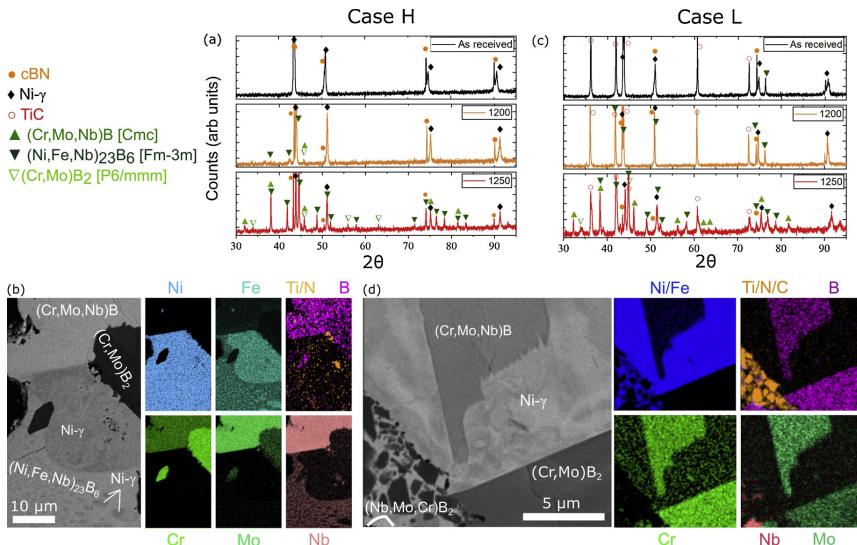 Case H
Case L
cBN
Ni-γ
TiC
(Cr,Mo,Nb)B [Cmc]
(Ni,Fe,Nb)23B6 [Fm-3m]
(Cr,Mo)B2 [P6/mmm]
Counts (arb units)
(a)
As received
1200
1250
30 40 50 60 70 80 90
2θ
(c)
As received
1200
1250
30 40 50 60 70 80 90
2θ
(b)
(Cr,Mo,Nb)B
(Cr,Mo)B2
Ni-γ
(Ni,Fe,Nb)23B6
Ni-γ
10 µm
Ni
Fe
Ti/N
B
Cr
Mo
Nb
(d)
(Cr,Mo,Nb)B
Ni-γ
(Cr,Mo)B2
(Nb,Mo,Cr)B2
5 µm
Ni/Fe
Ti/N/C
B
Cr
Nb
Mo